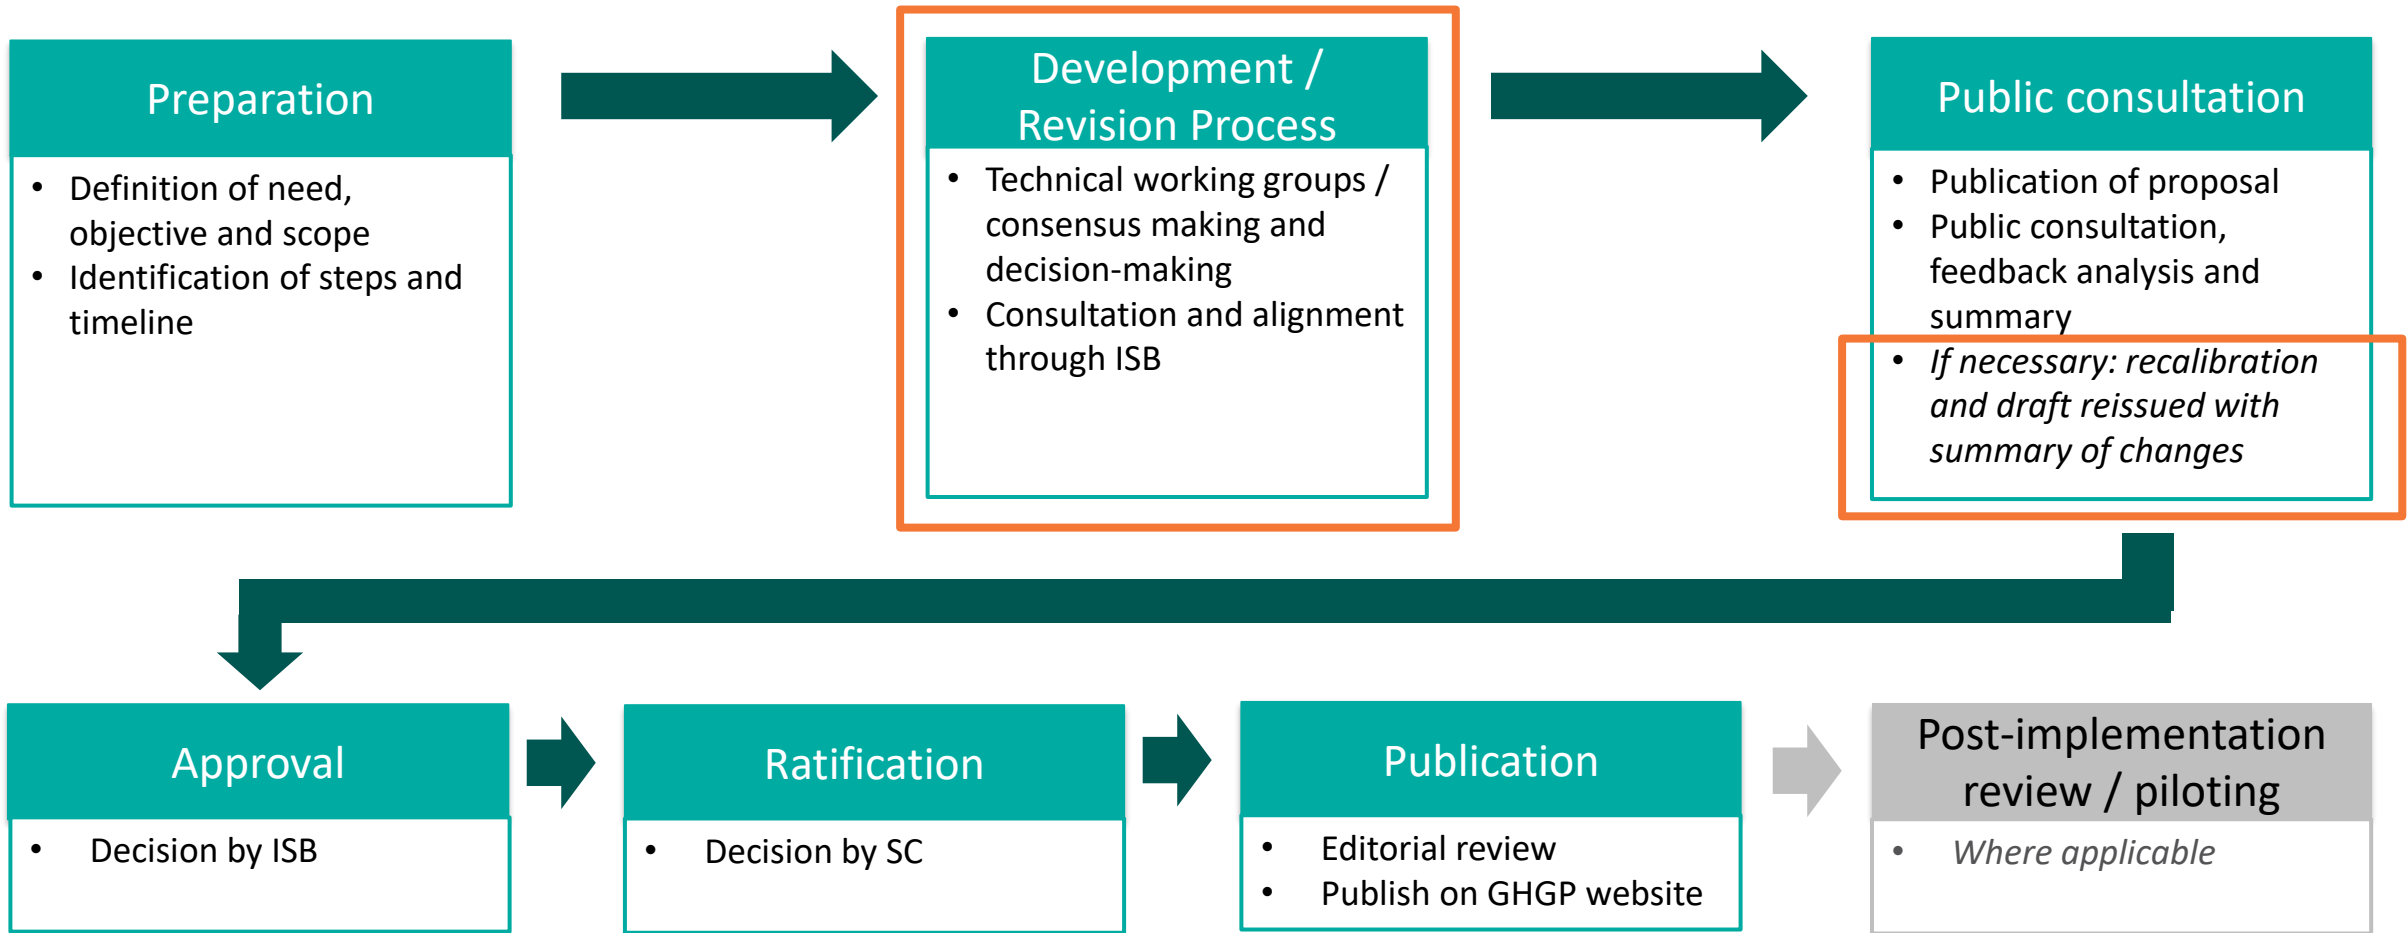 Preparation
• Definition of need,
objective and scope
• Identification of steps and
timeline
Development /
Revision Process
• Technical working groups /
consensus making and
decision-making
• Consultation and alignment
through ISB
Public consultation
• Publication of proposal
• Public consultation,
feedback analysis and
summary
• If necessary: recalibration
and draft reissued with
summary of changes
Approval
• Decision by ISB
Ratification
• Decision by SC
Publication
• Editorial review
• Publish on GHGP website
Post-implementation
review / piloting
• Where applicable